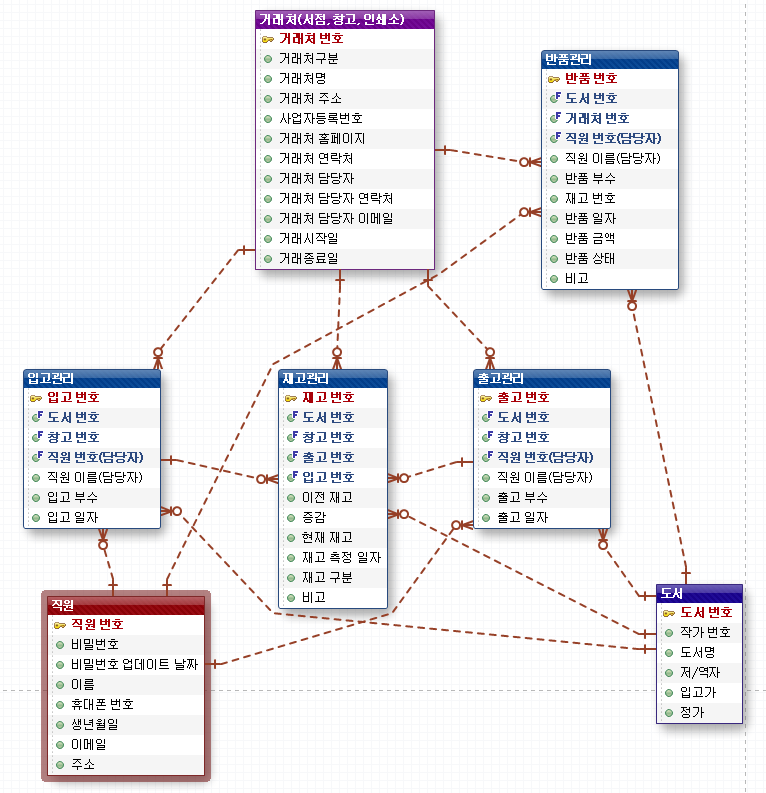 거래처(서점, 창고, 인쇄소)
거래처 번호
거래처구분
거래처명
거래처 주소
사업자등록번호
거래처 홈페이지
거래처 연락처
거래처 담당자
거래처 담당자 연락처
거래처 담당자 이메일
거래시작일
거래종료일
반품관리
반품 번호
도서 번호
거래처 번호
직원 번호(담당자)
직원 이름(담당자)
반품 부수
재고 번호
반품 일자
반품 금액
반품 상태
비고
입고관리
입고 번호
도서 번호
창고 번호
직원 번호(담당자)
직원 이름(담당자)
입고 부수
입고 일자
재고관리
재고 번호
도서 번호
창고 번호
출고 번호
입고 번호
이전 재고
증감
현재 재고
재고 측정 일자
재고 구분
비고
출고관리
출고 번호
도서 번호
창고 번호
직원 번호(담당자)
직원 이름(담당자)
출고 부수
출고 일자
직원
직원 번호
비밀번호
비밀번호 업데이트 날짜
이름
휴대폰 번호
생년월일
이메일
주소
도서
도서 번호
작가 번호
도서명
저/역자
입고가
정가